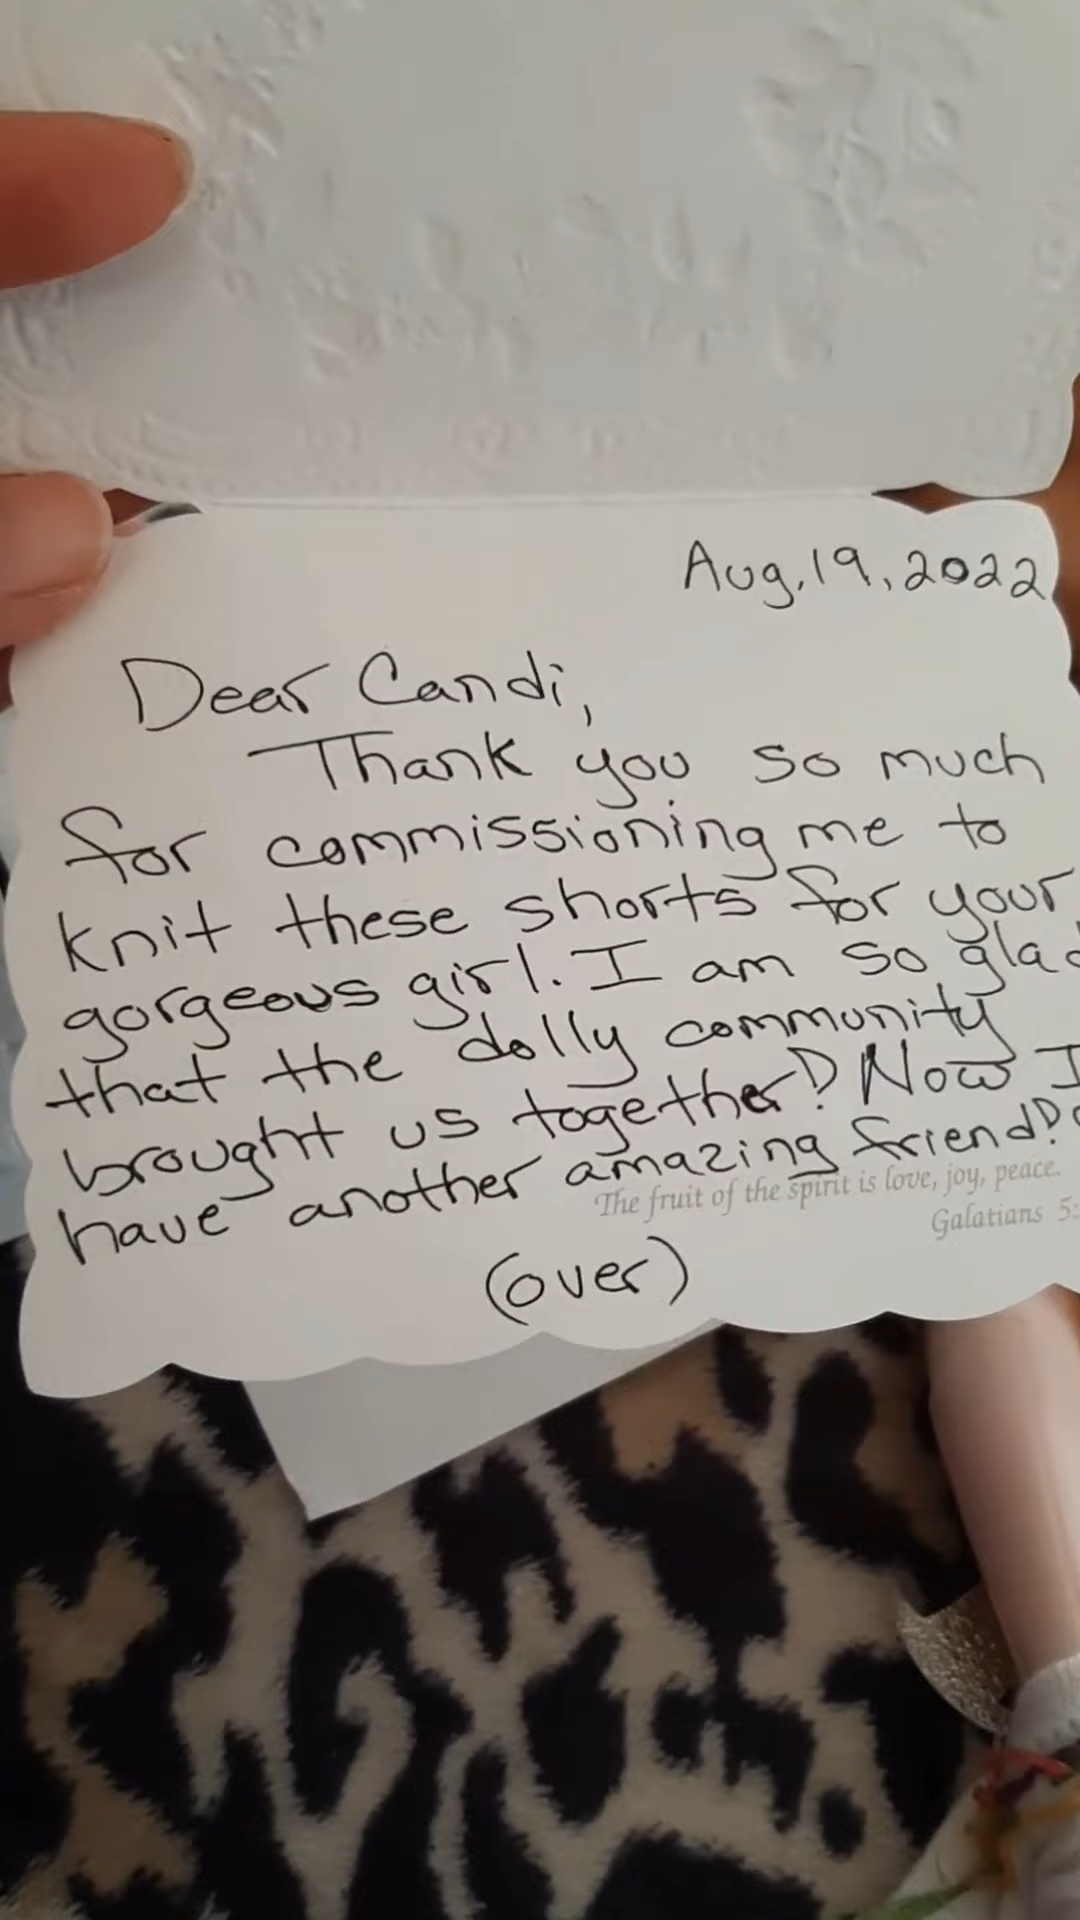 Aug. 19, 2022
Dear Candi,
Thank you so much
for commissioning me to
knit these shorts for your
gorgeous girl. I am so glad
that the dolly community
brought us together! Now I
have another amazing friend!
The fruit of the spirit is love, joy, peace.
Galatians 5:
(over)